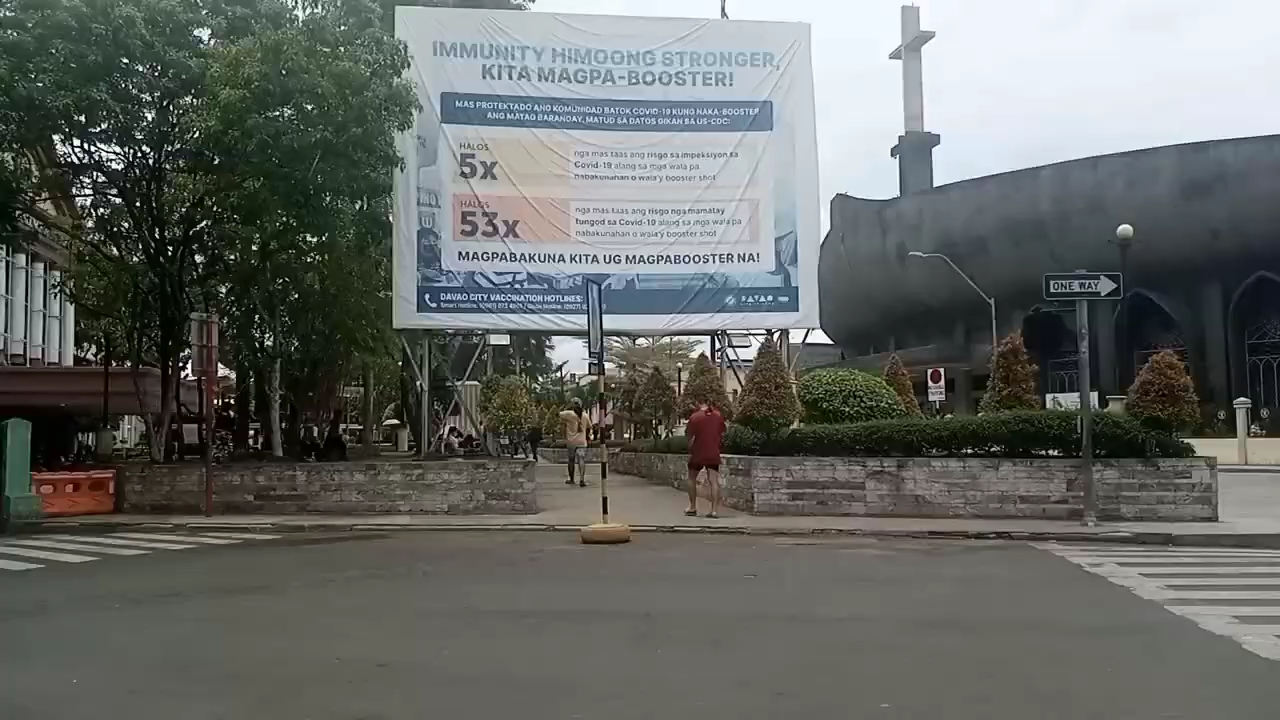 IMMUNITY HIMOONG STRONGER,
KITA MAGPA-BOOSTER!
MAS PROTEKTADO ANG KOMUNIDAD BATOK COVID-19 KUNG NAKA-BOOSTER
ANG MATAG BARANGAY, MATUD SA DATOS GIKAN SA US-CDC:
HALOS
5x
nga mas taas ang risgo sa impeksiyon sa
Covid-19 alang sa mga wala pa
nabakunahan o wala'y booster shot
HALOS
53x
nga mas taas ang risgo nga mamatay
tungod sa Covid-19 alang sa mga wala pa
nabakunahan o wala'y booster shot
MAGPABAKUNA KITA UG MAGPABOOSTER NA!
DAVAO CITY VACCINATION HOTLINES:
ONE WAY